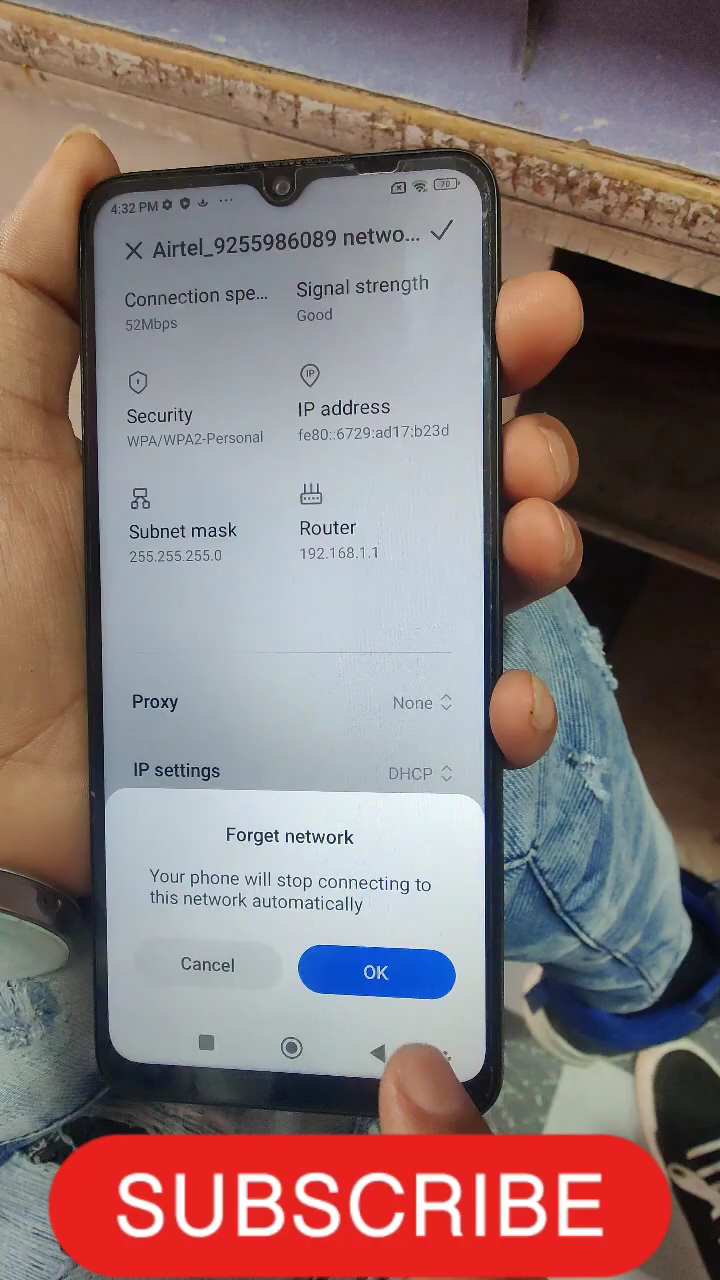 4:32 PM
70
Airtel_9255986089 netwo...
Connection spe...
Signal strength
52Mbps
Good
IP
Security
IP address
WPA/WPA2-Personal
fe80::6729:ad17:b23d
Subnet mask
Router
255.255.255.0
192.168.1.1
Proxy
None
IP settings
DHCP
Forget network
Your phone will stop connecting to
this network automatically
Cancel
OK
SUBSCRIBE